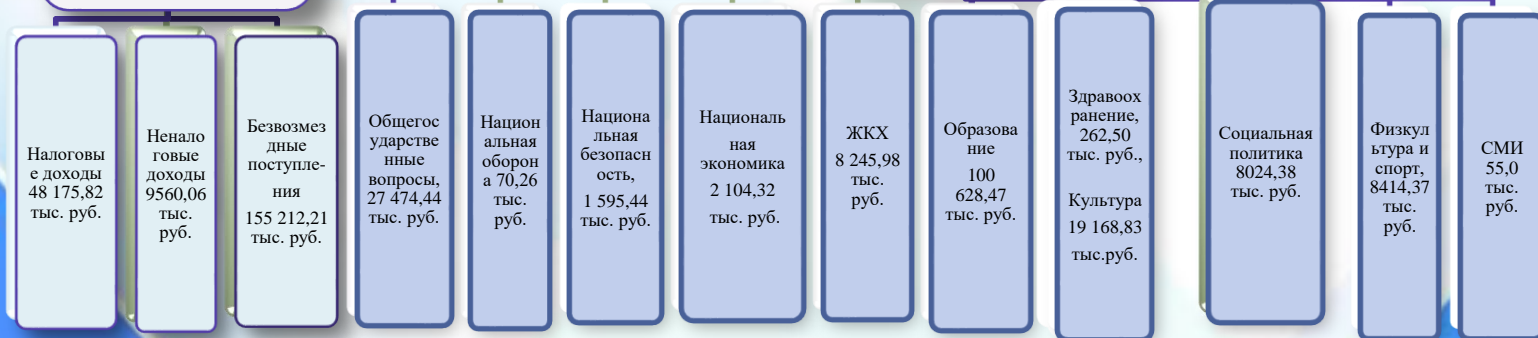 Налоговы
е доходы
48 175,82
тыс. руб.
Ненало
говые
доходы
9560,06
тыс.
руб.
Безвозмез
дные
поступле-
ния
155 212,21
тыс. руб.
Общегос
ударстве
нные
вопросы,
27 474,44
тыс. руб.
Национ
альная
оборон
а 70,26
тыс.
руб.
Национа
льная
безопасн
ость,
1 595,44
тыс. руб.
Националь
ная
экономика
2 104,32
тыс. руб.
ЖКХ
8 245,98
тыс.
руб.
Образова
ние
100
628,47
тыс. руб.
Здравоох
ранение,
262,50
тыс. руб.,
Культура
19 168,83
тыс.руб.
Социальная
политика
8024,38
тыс. руб.
Физкул
ьтура и
спорт,
8414,37
тыс.
руб.
СМИ
55,0
тыс.
руб.